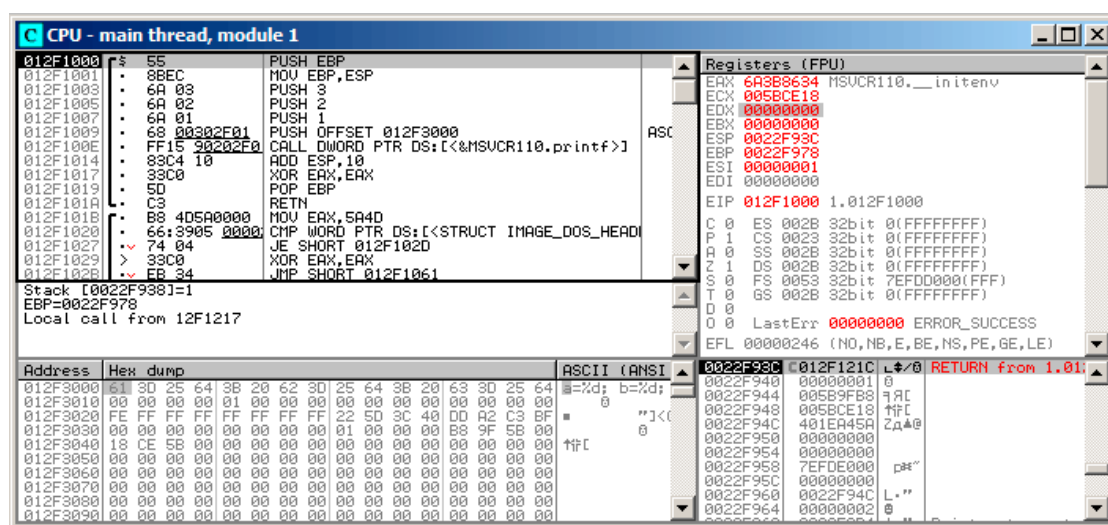 C CPU - main thread, module 1
012F1000 $ 55 PUSH EBP
012F1001 . 8BEC MOV EBP,ESP
012F1003 . 6A 03 PUSH 3
012F1005 . 6A 02 PUSH 2
012F1007 . 6A 01 PUSH 1
012F1009 . 68 00302F01 PUSH OFFSET 012F3000 ASC
012F100E . FF15 90202F0 CALL DWORD PTR DS:[<&MSVCR110.printf>]
012F1014 . 83C4 10 ADD ESP,10
012F1017 . 33C0 XOR EAX,EAX
012F1019 . 5D POP EBP
012F101A . C3 RETN
012F101B . B8 4D5A0000 MOV EAX,5A4D
012F1020 . 66:3905 0000 CMP WORD PTR DS:[<STRUCT IMAGE_DOS_HEAD
012F1027 . 74 04 JE SHORT 012F102D
012F1029 > 33C0 XOR EAX,EAX
012F102B . EB 34 JMP SHORT 012F1061
Stack [0022F938]=1
EBP=0022F978
Local call from 12F1217
Registers (FPU)
EAX 6A3B8634 MSVCR110.__initenv
ECX 005BCE18
EDX 00000000
EBX 00000000
ESP 0022F93C
EBP 0022F978
ESI 00000001
EDI 00000000
EIP 012F1000 1.012F1000
C 0 ES 002B 32bit 0(FFFFFFFF)
P 1 CS 0023 32bit 0(FFFFFFFF)
A 0 SS 002B 32bit 0(FFFFFFFF)
Z 1 DS 002B 32bit 0(FFFFFFFF)
S 0 FS 0053 32bit 7EFDD000(FFF)
T 0 GS 002B 32bit 0(FFFFFFFF)
D 0
O 0 LastErr 00000000 ERROR_SUCCESS
EFL 00000246 (NO,NB,E,BE,NS,PE,GE,LE)
Address Hex dump ASCII (ANSI
012F3000 61 3D 25 64 3B 20 62 3D 25 64 3B 20 63 3D 25 64 a=%d; b=%d;
012F3010 00 00 00 00 01 00 00 00 00 00 00 00 00 00 00 00
012F3020 FE FF FF FF FF FF FF FF 22 5D 3C 40 DD A2 C3 BF "]<
012F3030 00 00 00 00 00 00 00 00 01 00 00 00 B8 9F 5B 00
012F3040 18 CE 5B 00 00 00 00 00 00 00 00 00 00 00 00 00
012F3050 00 00 00 00 00 00 00 00 00 00 00 00 00 00 00 00
012F3060 00 00 00 00 00 00 00 00 00 00 00 00 00 00 00 00
012F3070 00 00 00 00 00 00 00 00 00 00 00 00 00 00 00 00
012F3080 00 00 00 00 00 00 00 00 00 00 00 00 00 00 00 00
012F3090 00 00 00 00 00 00 00 00 00 00 00 00 00 00 00 00
0022F93C 012F121C RETURN from 1.01
0022F940 00000001
0022F944 005B9FB8
0022F948 005BCE18
0022F94C 401EA45A
0022F950 00000000
0022F954 00000000
0022F958 7EFDE000
0022F95C 00000000
0022F960 0022F94C
0022F964 00000002